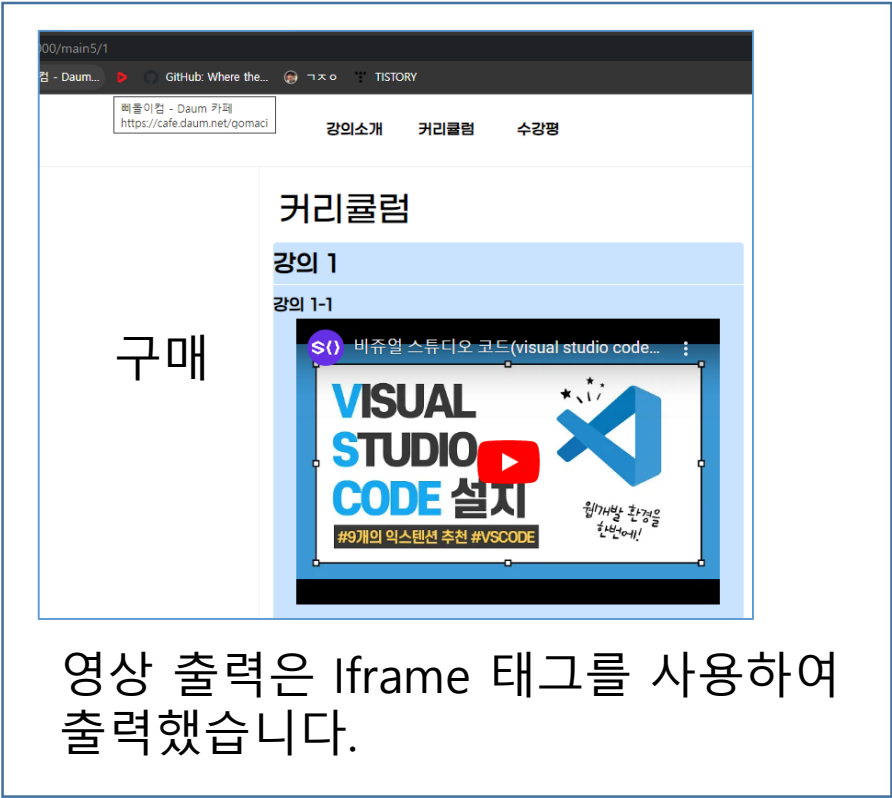 000/main5/1
컴 - Daum...
GitHub: Where the...
ㄱㅈㅇ
TISTORY
삐돌이컴 - Daum 카페
https://cafe.daum.net/qomaci
강의소개 커리큘럼 수강평
커리큘럼
강의 1
강의 1-1
구매
S()
비쥬얼 스튜디오 코드(visual studio code...
VISUAL
STUDIO
CODE 설치
#9개의 익스텐션 추천 #VSCODE
웹개발 환경을
한번에!
영상 출력은 Iframe 태그를 사용하여
출력했습니다.